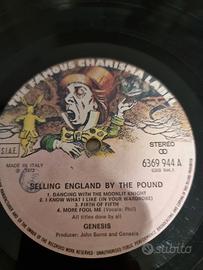 THE FAMOUS CHARISMA LABEL
S.I.A.E.
STEREO
6369 944 A
MADE IN ITALY
1973
SELLING ENGLAND BY THE POUND
1. DANCING WITH THE MOONLIT KNIGHT
2. I KNOW WHAT I LIKE (IN YOUR WARDROBE)
3. FIRTH OF FIFTH
4. MORE FOOL ME (Vocals: Phil)
All titles done by all
GENESIS
Producer: John Burns and Genesis
subito